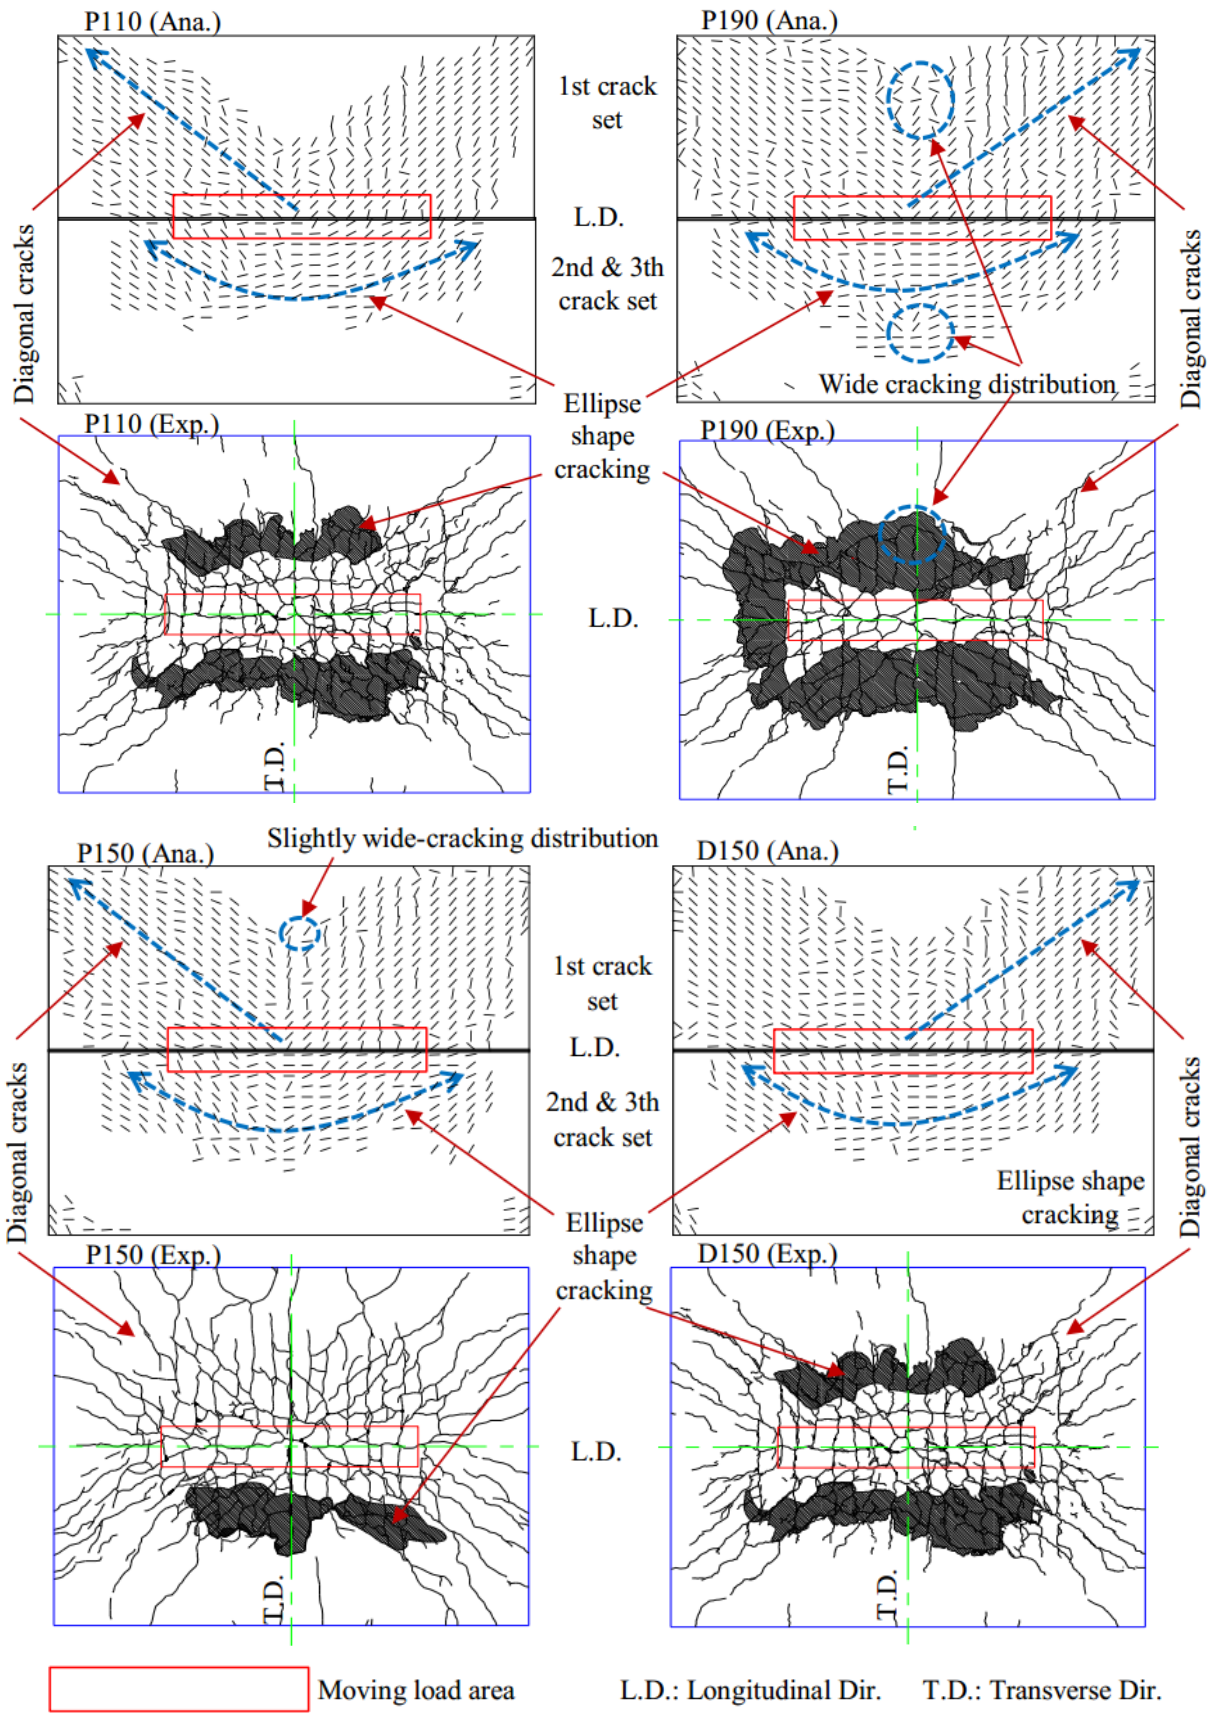 P110 (Ana.)
P190 (Ana.)
1st crack
set
L.D.
2nd & 3th
crack set
Diagonal cracks
Diagonal cracks
Wide cracking distribution
Ellipse
shape
cracking
P110 (Exp.)
P190 (Exp.)
L.D.
T.D.
T.D.
Slightly wide-cracking distribution
P150 (Ana.)
D150 (Ana.)
1st crack
set
L.D.
2nd & 3th
crack set
Diagonal cracks
Diagonal cracks
Ellipse shape
cracking
Ellipse
shape
cracking
P150 (Exp.)
D150 (Exp.)
L.D.
T.D.
T.D.
Moving load area
L.D.: Longitudinal Dir.
T.D.: Transverse Dir.